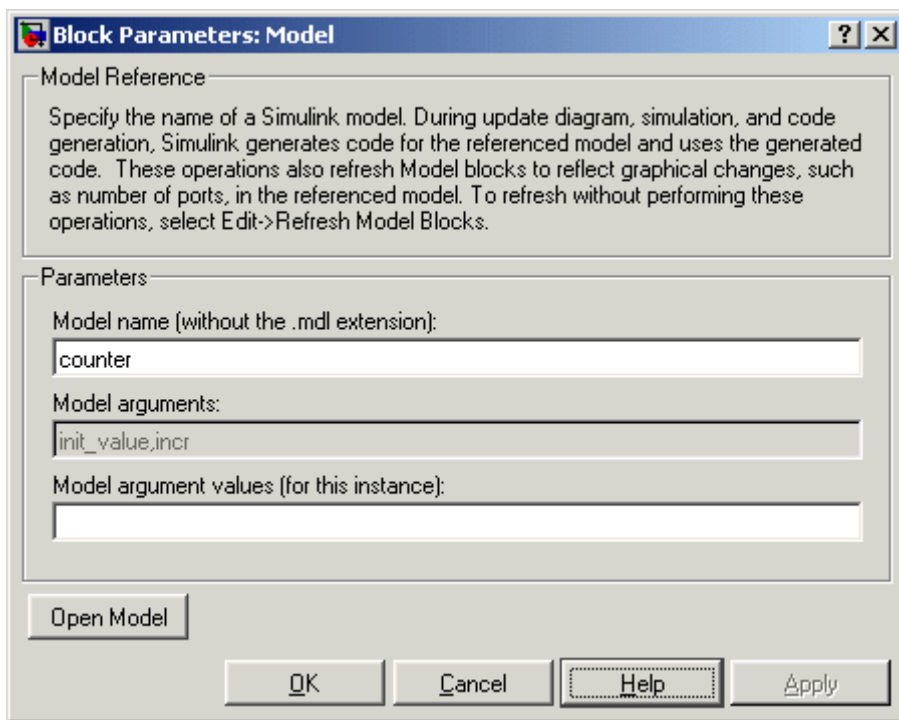 Block Parameters: Model
Model Reference
Specify the name of a Simulink model. During update diagram, simulation, and code
generation, Simulink generates code for the referenced model and uses the generated
code.  These operations also refresh Model blocks to reflect graphical changes, such
as number of ports, in the referenced model. To refresh without performing these
operations, select Edit->Refresh Model Blocks.
Parameters
Model name (without the .mdl extension):
counter
Model arguments:
init_value,incr
Model argument values (for this instance):
Open Model
OK Cancel Help Apply